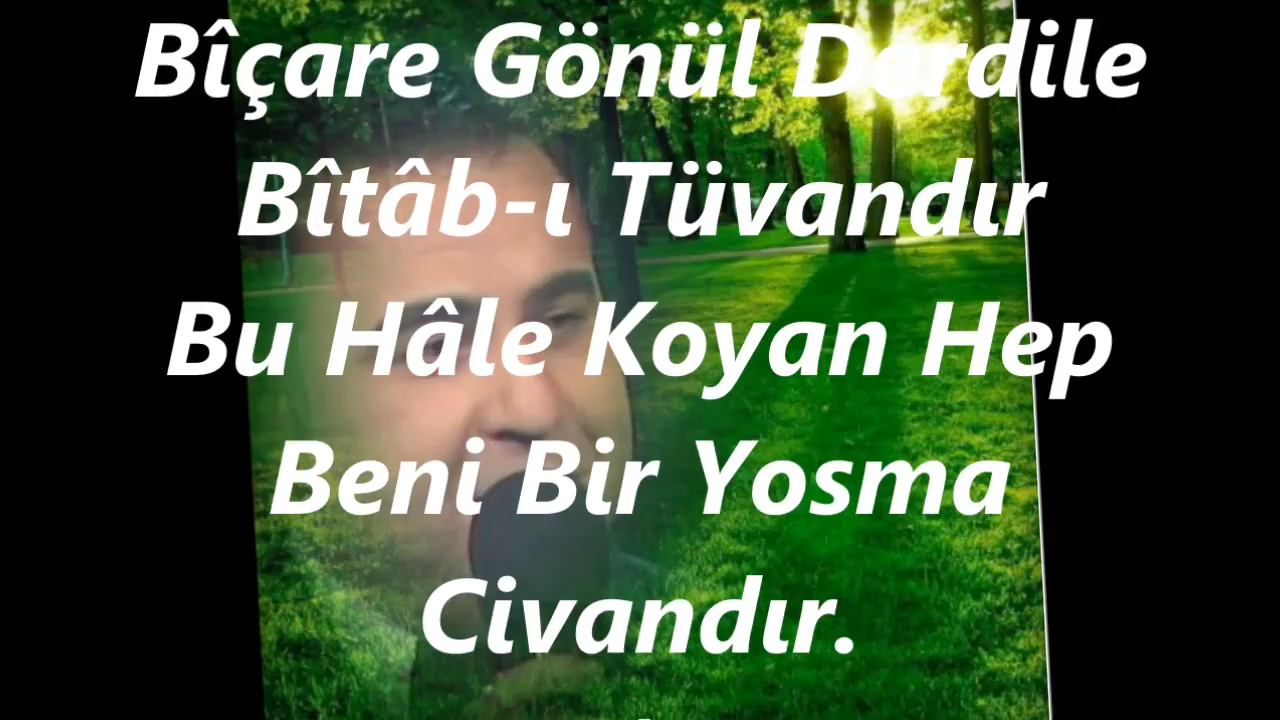 Bîçare Gönül Derdile
Bîtâb-ı Tüvandır
Bu Hâle Koyan Hep
Beni Bir Yosma
Civandır.